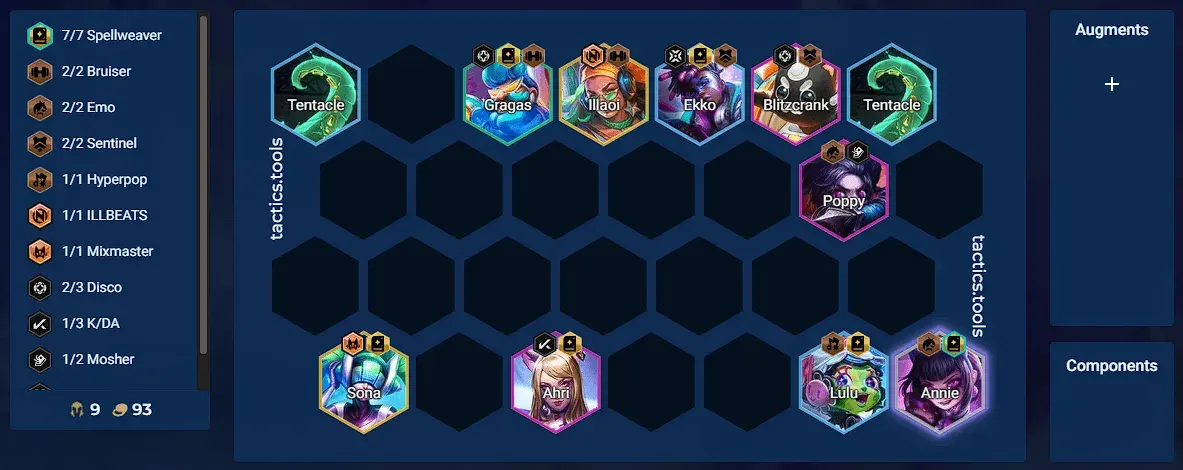 7/7 Spellweaver
2/2 Bruiser
2/2 Emo
2/2 Sentinel
1/1 Hyperpop
1/1 ILLBEATS
1/1 Mixmaster
2/3 Disco
1/3 K/DA
1/2 Mosher
9 93
Tentacle
Gragas
Illaoi
Ekko
Blitzcrank
Tentacle
Poppy
Sona
Ahri
Lulu
Annie
tactics.tools
tactics.tools
Augments
+
Components